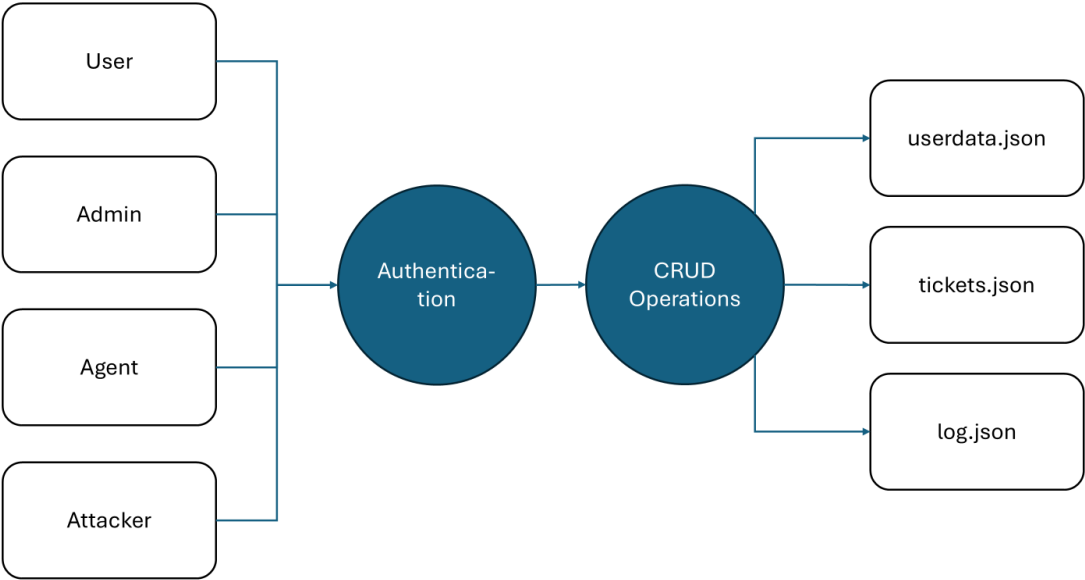 User
Admin
Agent
Attacker
Authentica-
tion
CRUD
Operations
userdata.json
tickets.json
log.json